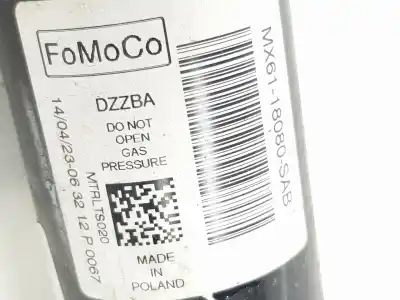 FoMoCo
DZZBA
DO NOT
OPEN
GAS
PRESSURE
MADE
IN
POLAND
MTRLTS020
14/04/23-06 32 12 P 0067
MX61-18080-SAB